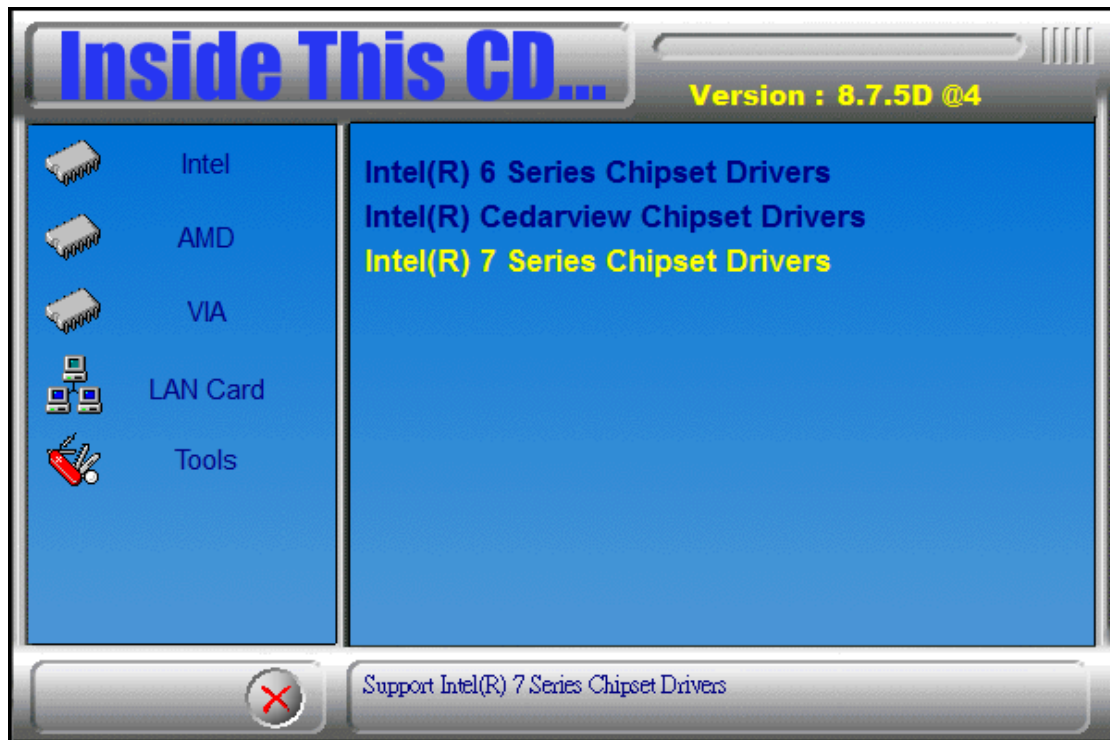 Inside This CD...
Version : 8.7.5D @4
Intel
AMD
VIA
LAN Card
Tools
Intel(R) 6 Series Chipset Drivers
Intel(R) Cedarview Chipset Drivers
Intel(R) 7 Series Chipset Drivers
Support Intel(R) 7 Series Chipset Drivers